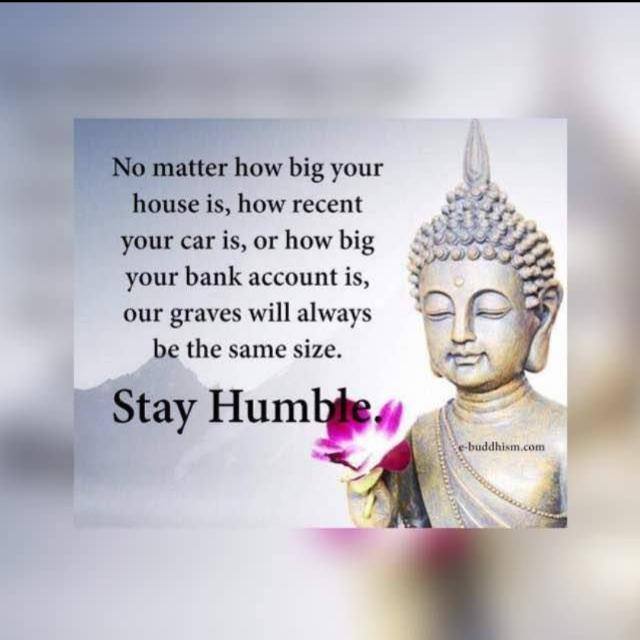 No matter how big your
house is, how recent
your car is, or how big
your bank account is,
our graves will always
be the same size.
Stay Humble.
e-buddhism.com